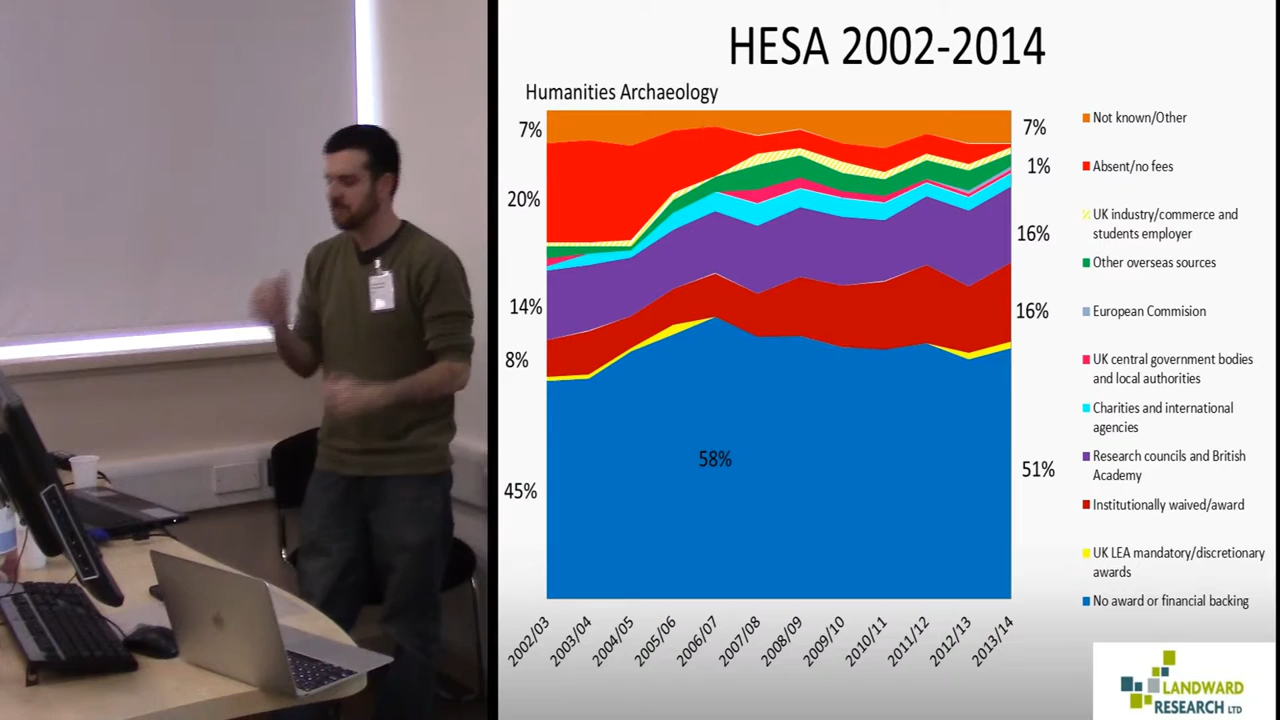 HESA 2002-2014
Humanities Archaeology
7%
20%
14%
8%
45%
58%
7%
1%
16%
16%
51%
Not known/Other
Absent/no fees
UK industry/commerce and
students employer
Other overseas sources
European Commision
UK central government bodies
and local authorities
Charities and international
agencies
Research councils and British
Academy
Institutionally waived/award
UK LEA mandatory/discretionary
awards
No award or financial backing
2002/03
2003/04
2004/05
2005/06
2006/07
2007/08
2008/09
2009/10
2010/11
2011/12
2012/13
2013/14
LANDWARD
RESEARCH LTD